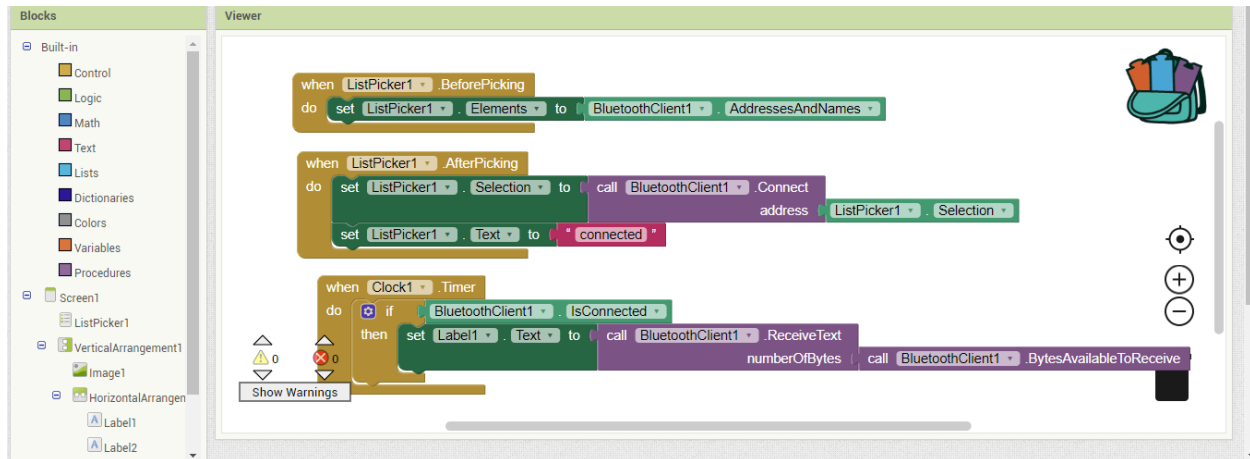 Blocks
Viewer
Built-in
Control
Logic
Math
Text
Lists
Dictionaries
Colors
Variables
Procedures
Screen1
ListPicker1
VerticalArrangement1
Image1
HorizontalArrangen
Label1
Label2
when ListPicker1 .BeforePicking
do set ListPicker1 . Elements to BluetoothClient1 . AddressesAndNames
when ListPicker1 .AfterPicking
do set ListPicker1 . Selection to call BluetoothClient1 .Connect
address ListPicker1 . Selection
set ListPicker1 . Text to " connected "
when Clock1 .Timer
do if BluetoothClient1 . IsConnected
then set Label1 . Text to call BluetoothClient1 .ReceiveText
numberOfBytes call BluetoothClient1 .BytesAvailableToReceive
0 0
Show Warnings